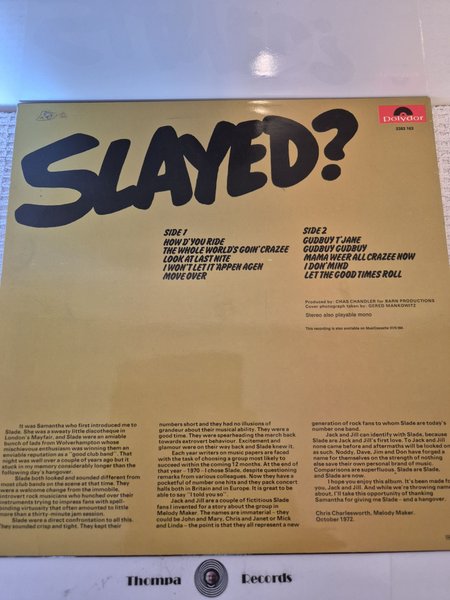 Polydor
2383 163
SLAYED?
SIDE 1
HOW D'YOU RIDE
THE WHOLE WORLD'S GOIN' CRAZEE
LOOK AT LAST NITE
I WON'T LET IT 'APPEN AGEN
MOVE OVER
SIDE 2
GUDBUY T'JANE
GUDBUY GUDBUY
MAMA WEER ALL CRAZEE NOW
I DON' MIND
LET THE GOOD TIMES ROLL
Produced by: CHAS CHANDLER for BARN PRODUCTIONS
Cover photograph taken by: GERED MANKOWITZ
Stereo also playable mono
This recording is also available on MusiCassette
It was Samantha who first introduced me to
Slade. She was a sweaty little discotheque in
London's Mayfair, and Slade were an amiable
bunch of lads from Wolverhampton whose
mischievous enthusiasm was winning them an
enviable reputation as a "good club band". That
meet was well over a couple of years ago but it
stuck in my memory considerably longer than the
following day's hangover.
Slade both looked and sounded different from
most club bands on the scene at that time. They
were a welcome change from the immobile,
introvert rock musicians who hunched over their
instruments trying to impress fans with spell-
binding virtuosity that often amounted to little
more than a thirty-minute jam session.
Slade were a direct confrontation to all this.
They sounded crisp and tight. They kept their
numbers short and they had no illusions of
grandeur about their musical ability. They were a
good time. They were spearheading the march back
towards extrovert behaviour. Excitement and
glamour were on their way back and Slade knew it.
Each year writers on music papers are faced
with the task of naming a group most likely to
succeed within the coming 12 months. At the end of
that year - 1970 - I chose Slade, despite questioning
remarks from various colleagues. Now, with a
pocketful of number one hits and they pack concert
halls both in Britain and in Europe. It is great to be
able to say "I told you so".
Jack and Jill are a couple of fictitious Slade
fans I invented for a story about the group in
Melody Maker. The names are immaterial - they
could be John and Mary, Chris and Janet or Mick
and Linda - the point is that they all represent a new
generation of rock fans to whom Slade are today's
number one band.
Jack and Jill can identify with Slade, because
Slade are Jack and Jill's first love. To Jack and Jill
none came before and aftermaths will be looked on
as such. Noddy, Dave, Jim and Don have forged a
name for themselves on the strength of nothing
else save their own personal brand of music.
Comparisons are superfluous. Slade are Slade,
and Slade are now.
I hope you enjoy this album. It's been made for
you, Jack and Jill. And while we're throwing names
about, I'll take this opportunity of thanking
Samantha for giving me Slade - and a hangover.
Chris Charlesworth, Melody Maker.
October 1972.
Thompa Records